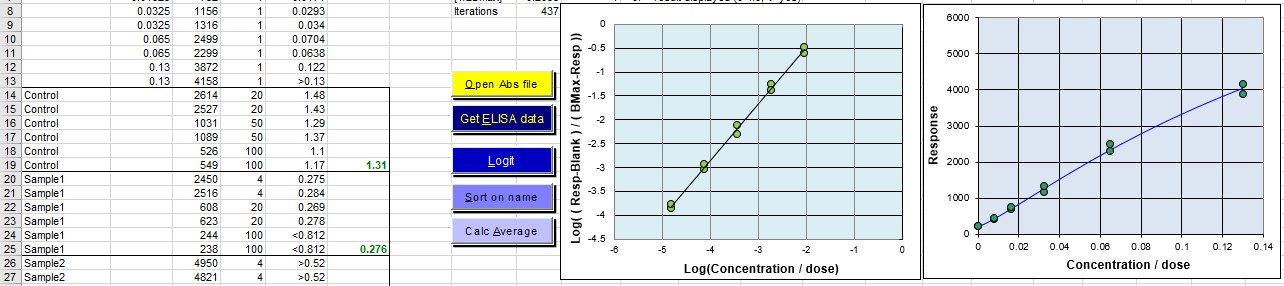 8 0.0325 1156 1 0.0293 Iterations 437
9 0.0325 1316 1 0.034
10 0.065 2499 1 0.0704
11 0.065 2299 1 0.0638
12 0.13 3872 1 0.122
13 0.13 4158 1 >0.13
14 Control 2614 20 1.48
15 Control 2527 20 1.43
16 Control 1031 50 1.29
17 Control 1089 50 1.37
18 Control 526 100 1.1
19 Control 549 100 1.17 1.31
20 Sample1 2450 4 0.275
21 Sample1 2516 4 0.284
22 Sample1 608 20 0.269
23 Sample1 623 20 0.278
24 Sample1 244 100 <0.812
25 Sample1 238 100 <0.812 0.276
26 Sample2 4950 4 >0.52
27 Sample2 4821 4 >0.52
Open Abs file
Get ELISA data
Logit
Sort on name
Calc Average
Log( ( Resp-Blank ) / ( BMax-Resp ))
0
-0.5
-1
-1.5
-2
-2.5
-3
-3.5
-4
-4.5
-6 -5 -4 -3 -2 -1 0
Log(Concentration / dose)
Response
6000
5000
4000
3000
2000
1000
0
0 0.02 0.04 0.06 0.08 0.1 0.12 0.14
Concentration / dose